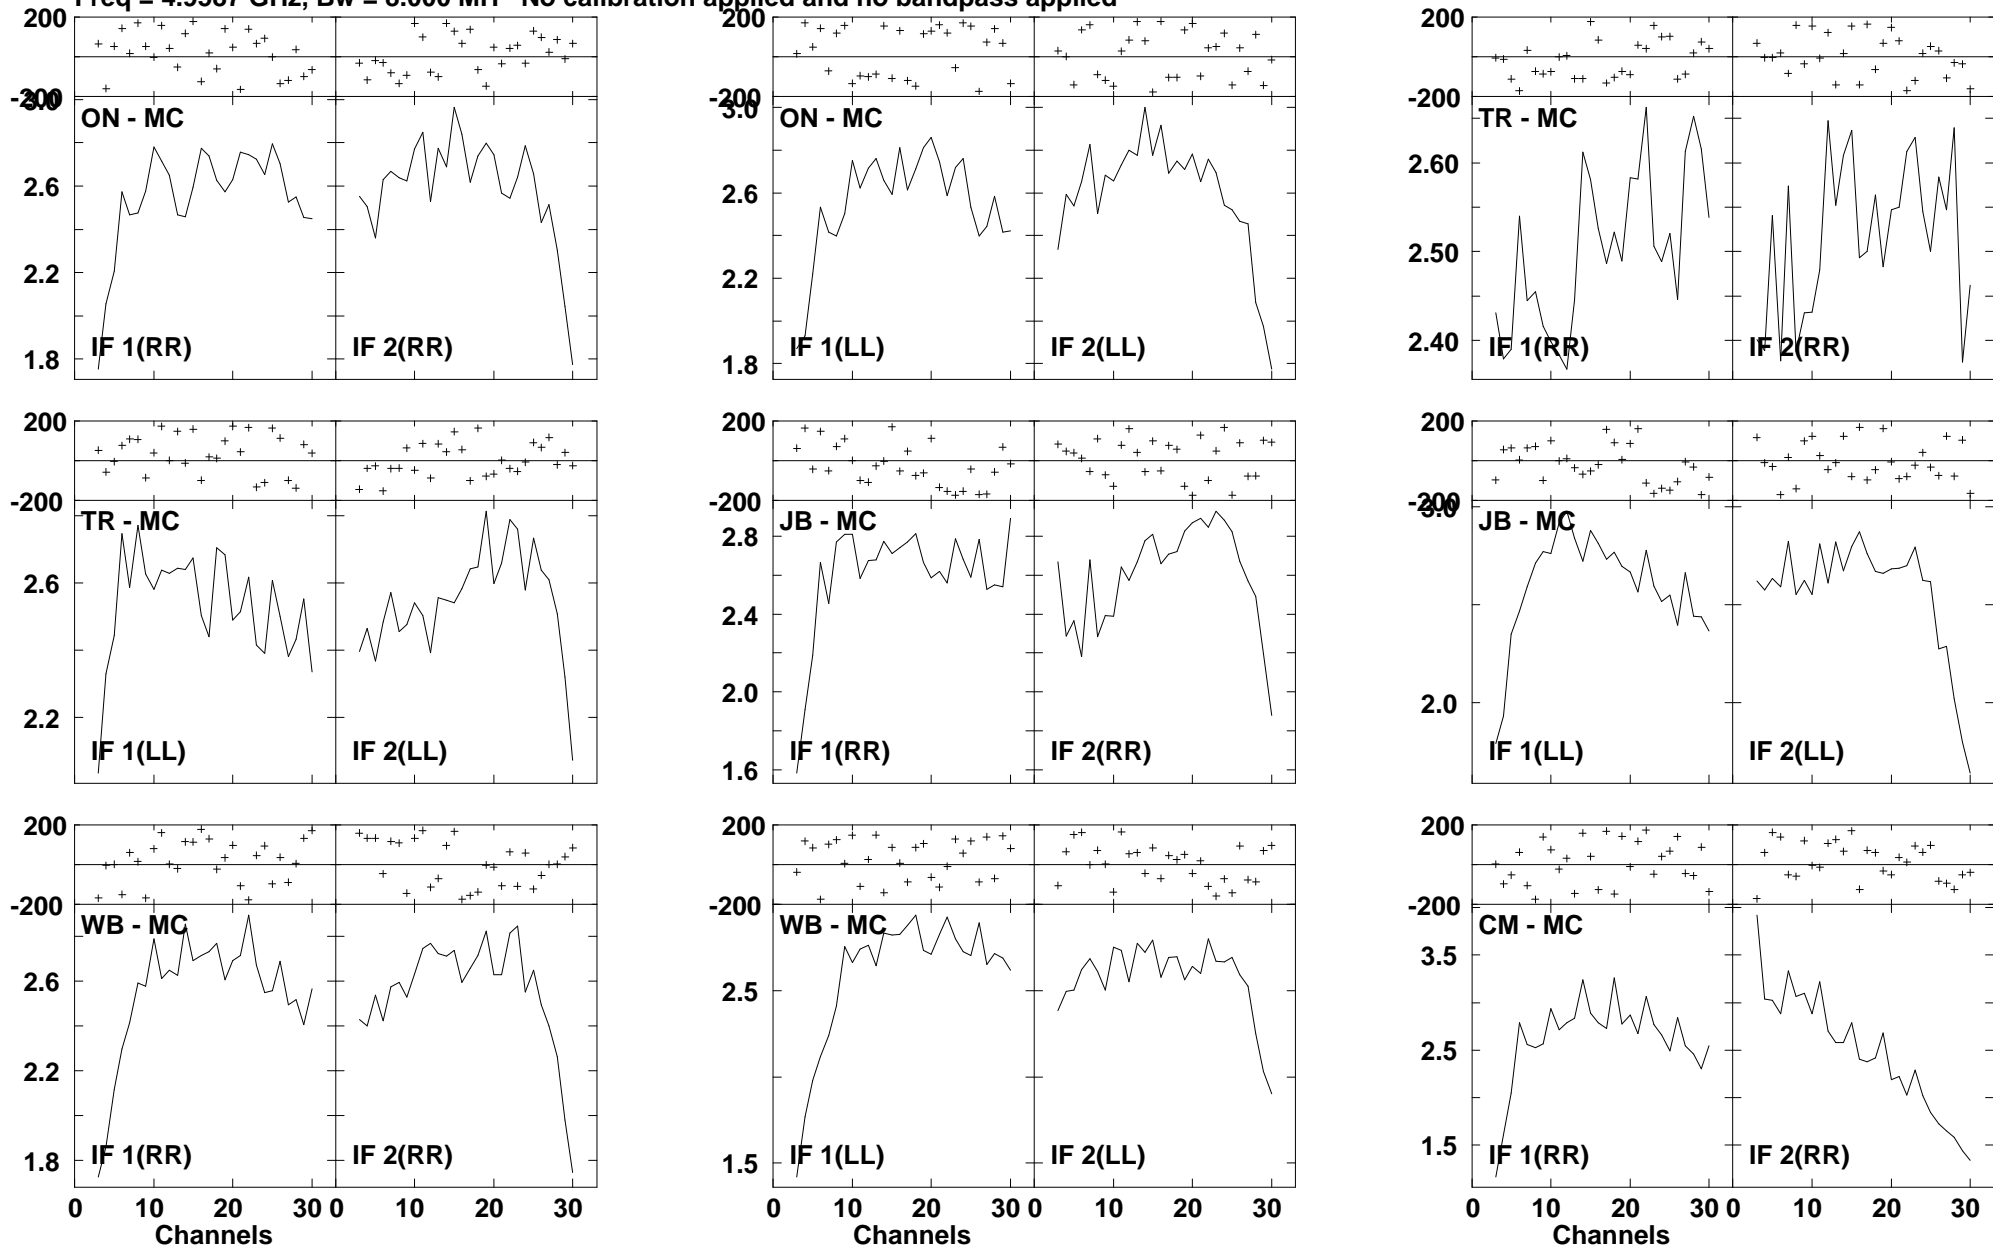 Freq = 4.9587 GHz, Bw = 8.000 MH No calibration applied and no bandpass applied
200 200 200
-200 -200 -200
3.0 3.0
ON - MC ON - MC TR - MC
2.6 2.6 2.60
2.2 2.2 2.50
1.8 1.8 2.40
IF 1(RR) IF 2(RR) IF 1(LL) IF 2(LL) IF 1(RR) IF 2(RR)
200 200 200
-200 -200 -200
3.0
TR - MC JB - MC JB - MC
2.6 2.8
2.4
2.2 2.0 2.0
1.6
IF 1(LL) IF 2(LL) IF 1(RR) IF 2(RR) IF 1(LL) IF 2(LL)
200 200 200
-200 -200 -200
WB - MC WB - MC CM - MC
2.6 2.5 3.5
2.2 2.5
1.8 1.5 1.5
IF 1(RR) IF 2(RR) IF 1(LL) IF 2(LL) IF 1(RR) IF 2(RR)
0 10 20 30 0 10 20 30 0 10 20 30 0 10 20 30 0 10 20 30 0 10 20 30
Channels Channels Channels